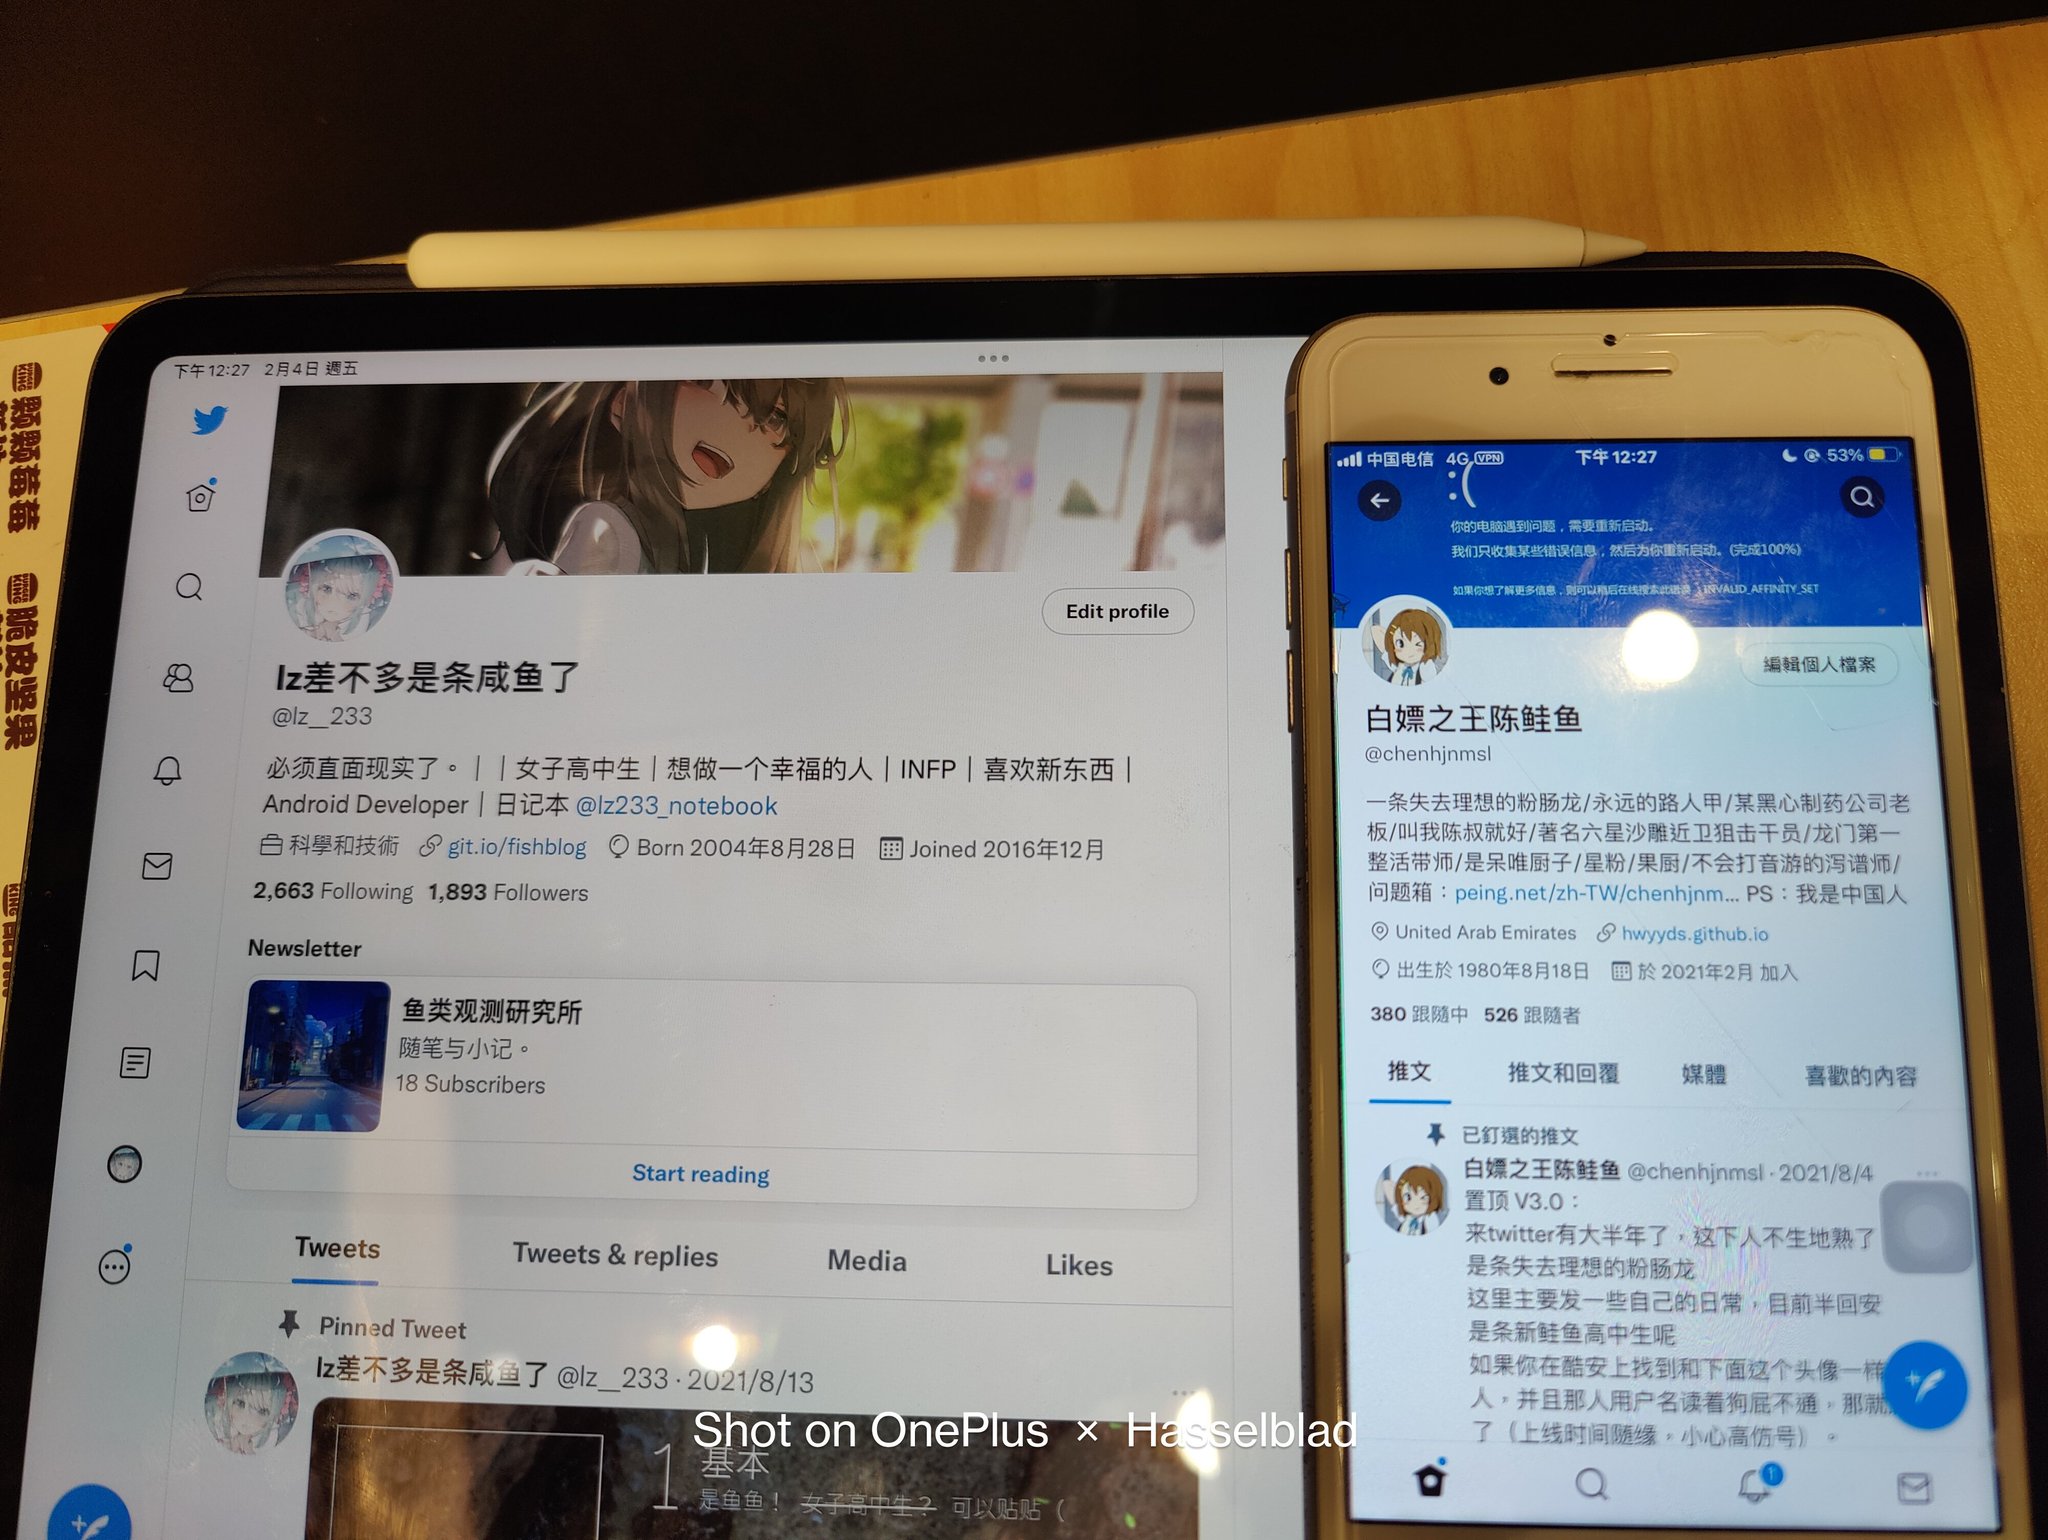 下午12:27 2月4日 週五
Edit profile
lz差不多是条咸鱼了
@lz__233
必须直面现实了。｜｜女子高中生｜想做一个幸福的人｜INFP｜喜欢新东西｜
Android Developer｜日记本 @lz233_notebook
科學和技術 git.io/fishblog Born 2004年8月28日 Joined 2016年12月
2,663 Following 1,893 Followers
Newsletter
鱼类观测研究所
随笔与小记。
18 Subscribers
Start reading
Tweets Tweets & replies Media Likes
Pinned Tweet
lz差不多是条咸鱼了 @lz__233 · 2021/8/13
1 基本
是鱼鱼！ 女子高中生？ 可以贴贴（
中国电信 4G VPN 下午12:27 53%
:(
你的电脑遇到问题，需要重新启动。
我们只收集某些错误信息，然后为你重新启动。(完成100%)
如果你想了解更多信息，则可以稍后在线搜索此错误：INVALID_AFFINITY_SET
編輯個人檔案
白嫖之王陈鲑鱼
@chenhjnmsl
一条失去理想的粉肠龙/永远的路人甲/某黑心制药公司老
板/叫我陈叔就好/著名六星沙雕近卫狙击干员/龙门第一
整活带师/是呆唯厨子/星粉/果厨/不会打音游的泻谱师/
问题箱：peing.net/zh-TW/chenhjnm... PS：我是中国人
United Arab Emirates hwyyds.github.io
出生於 1980年8月18日 於 2021年2月 加入
380 跟隨中 526 跟隨者
推文 推文和回覆 媒體 喜歡的內容
已釘選的推文
白嫖之王陈鲑鱼 @chenhjnmsl · 2021/8/4
置顶 V3.0：
来twitter有大半年了，这下人不生地熟了
是条失去理想的粉肠龙
这里主要发一些自己的日常，目前半回安
是条新鲑鱼高中生呢
如果你在酷安上找到和下面这个头像一样
人，并且那人用户名读着狗屁不通，那就
了（上线时间随缘，小心高仿号）。
1
BURGER KING 颗颗莓莓
BURGER KING 脆皮坚果
Shot on OnePlus × Hasselblad